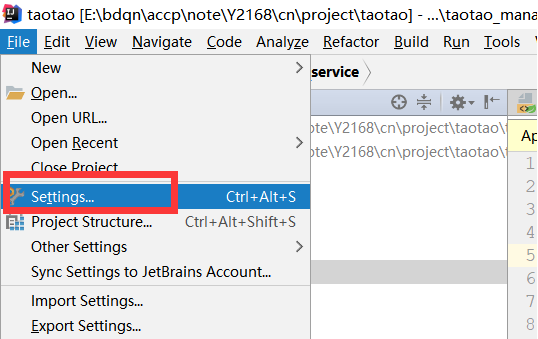 taotao [E:\bdqn\accp\note\Y2168\cn\project\taotao] - ...\taotao_mana
File Edit View Navigate Code Analyze Refactor Build Run Tools
New
_service
Open...
Open URL...
ote\Y2168\cn\project\taotao\t
Open Recent
ote\Y2168\cn\project\taotao\t
Close Project
Settings... Ctrl+Alt+S
Project Structure... Ctrl+Alt+Shift+S
Other Settings
Sync Settings to JetBrains Account...
Import Settings...
Export Settings...
Ap
1
2
3
4
5
6
7
8